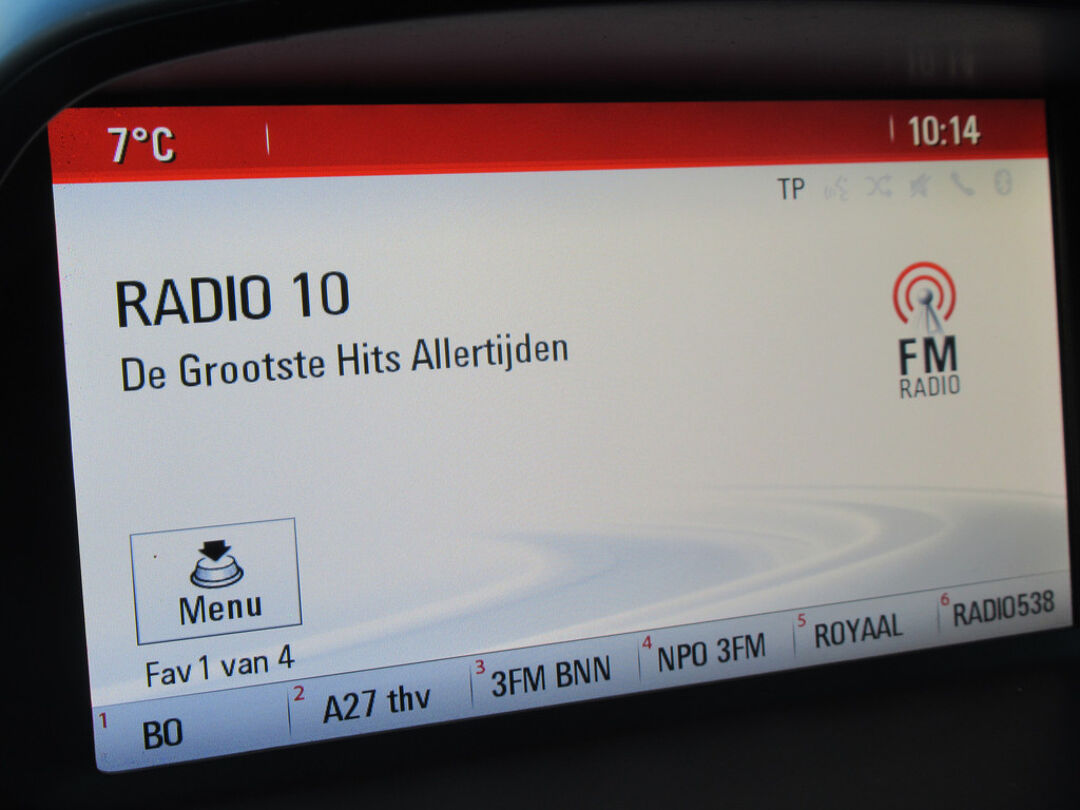 7°C 10:14
TP
RADIO 10
De Grootste Hits Allertijden
FM
RADIO
Menu
Fav 1 van 4
1 BO 2 A27 thv 3 3FM BNN 4 NPO 3FM 5 ROYAAL 6 RADIO538